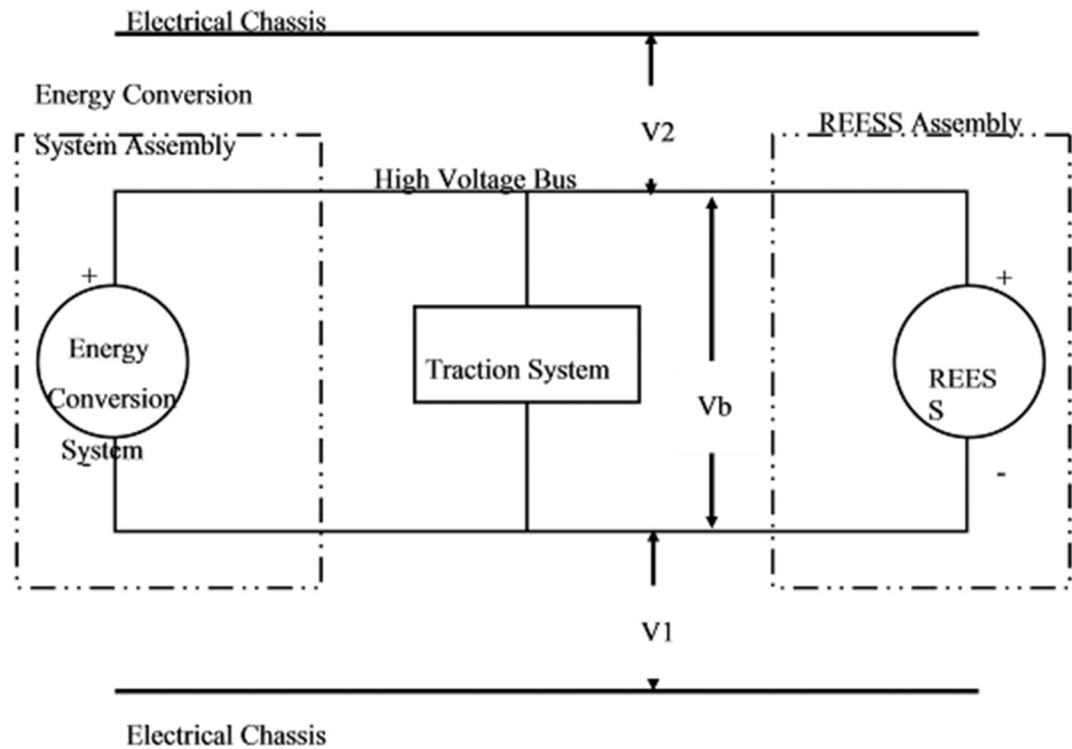 Electrical Chassis
Energy Conversion
System Assembly
V2
REESS Assembly
High Voltage Bus
+
+
Energy
Conversion
System
-
Traction System
Vb
REES
S
-
V1
Electrical Chassis